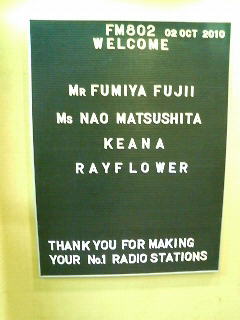 FM802 02 OCT 2010
WELCOME
MR FUMIYA FUJII
MS NAO MATSUSHITA
KEANA
RAYFLOWER
THANK YOU FOR MAKING
YOUR No.1 RADIO STATIONS